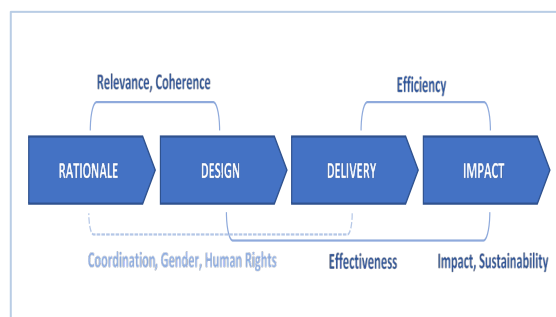 Relevance, Coherence
Efficiency
RATIONALE
DESIGN
DELIVERY
IMPACT
Coordination, Gender, Human Rights
Effectiveness
Impact, Sustainability